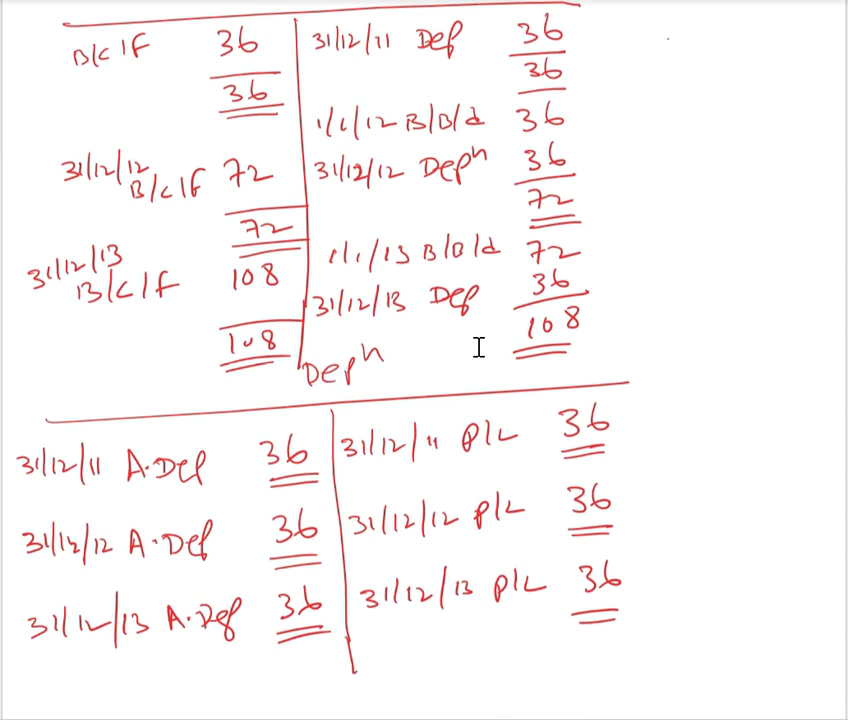 B/C/F 36 31/12/11 Dep 36
36 36
1/1/12 B/B/d 36
31/12/12 B/C/F 72 31/12/12 Depn 36
72 72
1/1/13 B/B/d 72
31/12/13 B/C/F 108 31/12/13 Dep 36
108 108
Depn
31/12/11 A.Dep 36 31/12/11 P/L 36
31/12/12 A.Dep 36 31/12/12 P/L 36
31/12/13 A.Dep 36 31/12/13 P/L 36